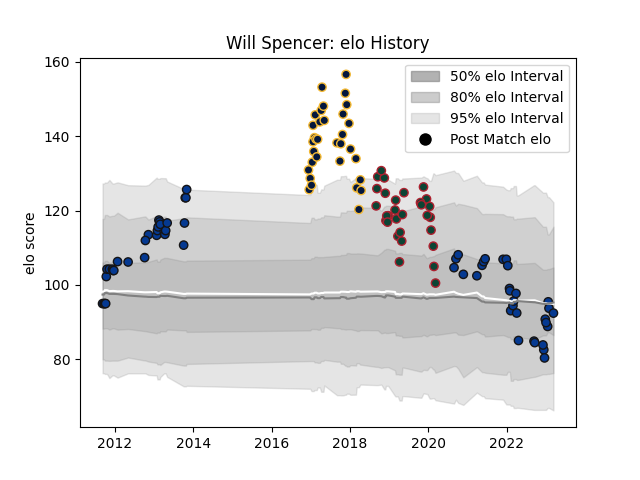 Will Spencer: elo History
50% elo Interval
80% elo Interval
95% elo Interval
Post Match elo
elo score
160
140
120
100
80
2012 2014 2016 2018 2020 2022